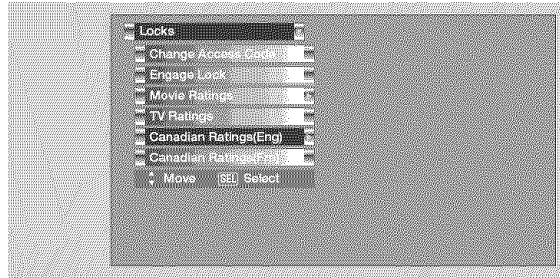 Locks
Change Access Code
Engage Lock
Movie Ratings
TV Ratings
Canadian Ratings(Eng)
Canadian Ratings(Frn)
Move SEL Select